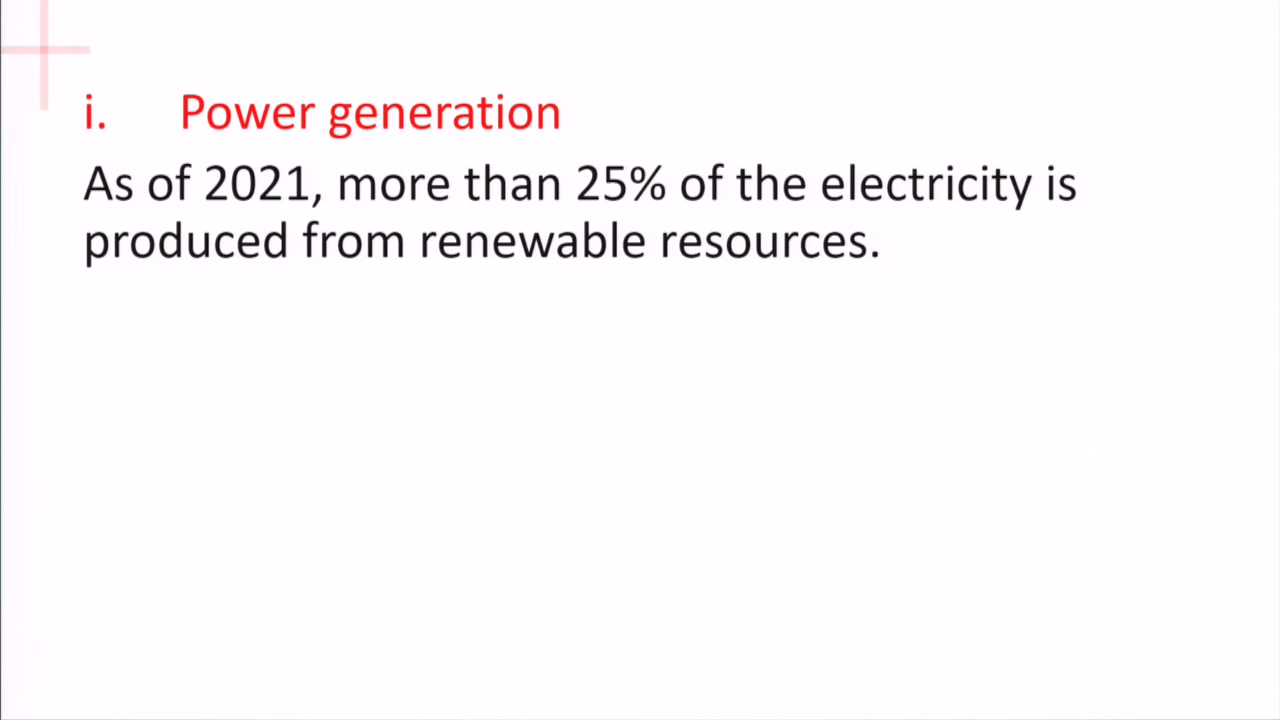 i. Power generation
As of 2021, more than 25% of the electricity is
produced from renewable resources.